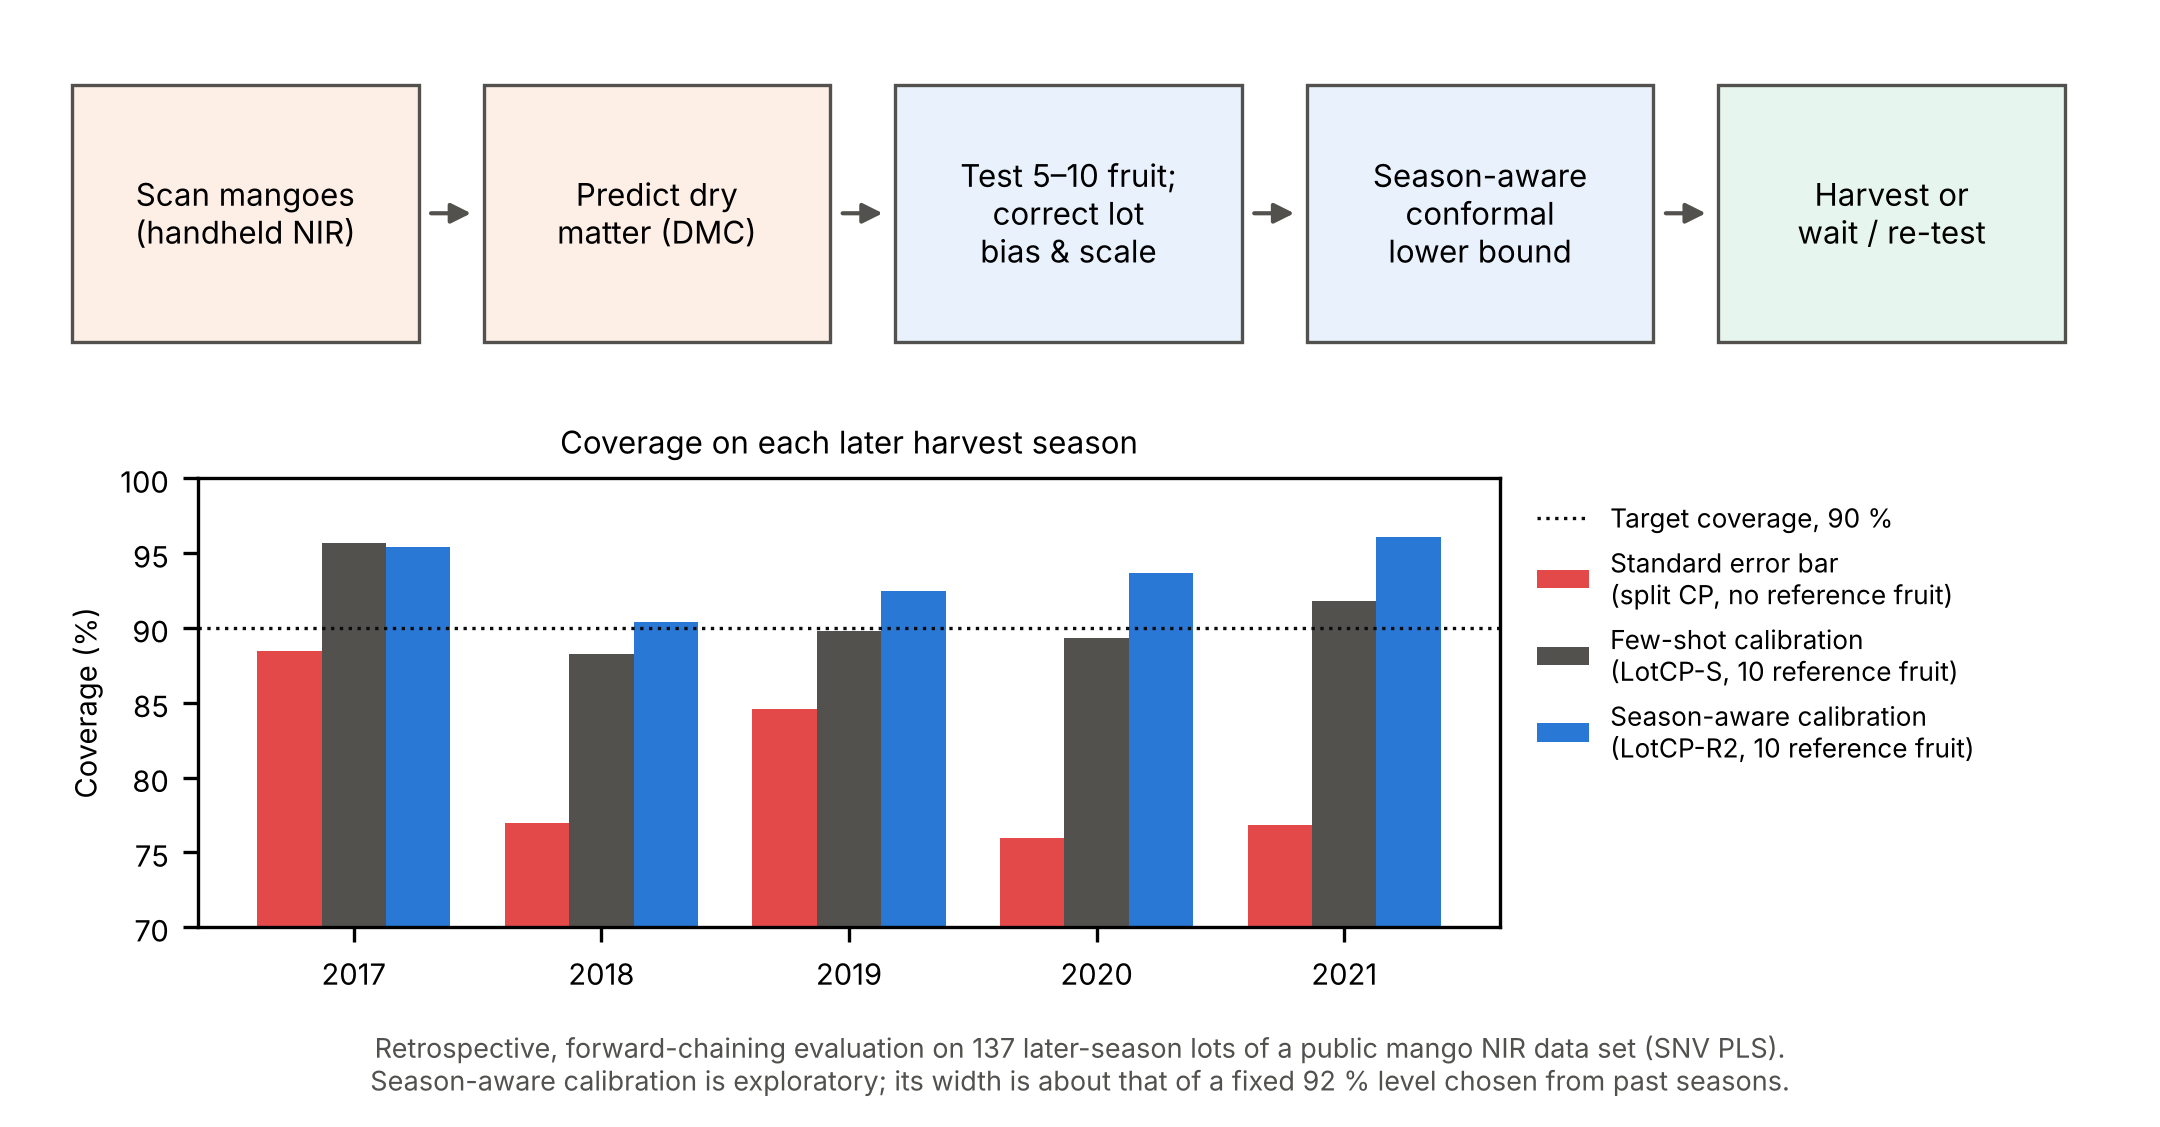 Scan mangoes
(handheld NIR)
Predict dry
matter (DMC)
Test 5–10 fruit;
correct lot
bias & scale
Season-aware
conformal
lower bound
Harvest or
wait / re-test
Coverage on each later harvest season
Coverage (%)
100
95
90
85
80
75
70
2017
2018
2019
2020
2021
Target coverage, 90 %
Standard error bar
(split CP, no reference fruit)
Few-shot calibration
(LotCP-S, 10 reference fruit)
Season-aware calibration
(LotCP-R2, 10 reference fruit)
Retrospective, forward-chaining evaluation on 137 later-season lots of a public mango NIR data set (SNV PLS).
Season-aware calibration is exploratory; its width is about that of a fixed 92 % level chosen from past seasons.